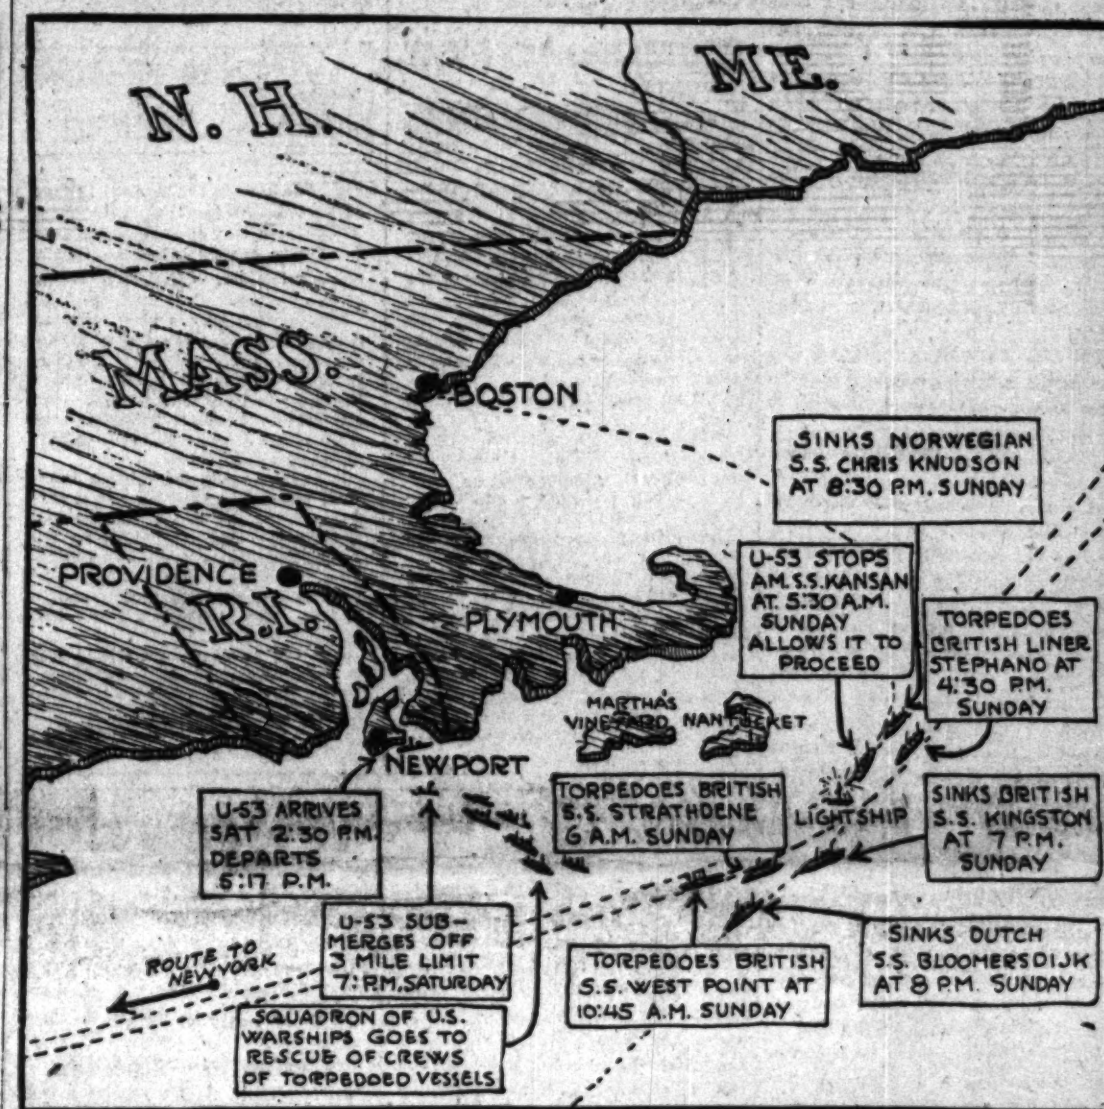 N. H.
ME.
MASS.
BOSTON
SINKS NORWEGIAN
S.S. CHRIS KNUDSON
AT 8:30 P.M. SUNDAY
U-53 STOPS
AM. S.S. KANSAN
AT 5:30 A.M.
SUNDAY
ALLOWS IT TO
PROCEED
TORPEDOES
BRITISH LINER
STEPHANO AT
4:30 P.M.
SUNDAY
PROVIDENCE
R.I.
PLYMOUTH
MARTHA'S
VINEYARD
NANTUCKET
NEWPORT
U-53 ARRIVES
SAT 2:30 P.M.
DEPARTS
5:17 P.M.
TORPEDOES BRITISH
S.S. STRATHDENE
6 A.M. SUNDAY
LIGHTSHIP
SINKS BRITISH
S.S. KINGSTON
AT 7 P.M.
SUNDAY
U-53 SUB-
MERGES OFF
3 MILE LIMIT
7: P.M. SATURDAY
ROUTE TO
NEW YORK
TORPEDOES BRITISH
S.S. WEST POINT AT
10:45 A.M. SUNDAY.
SINKS DUTCH
S.S. BLOOMERSDIJK
AT 8 P.M. SUNDAY
SQUADRON OF U.S.
WARSHIPS GOES TO
RESCUE OF CREWS
OF TORPEDOED VESSELS